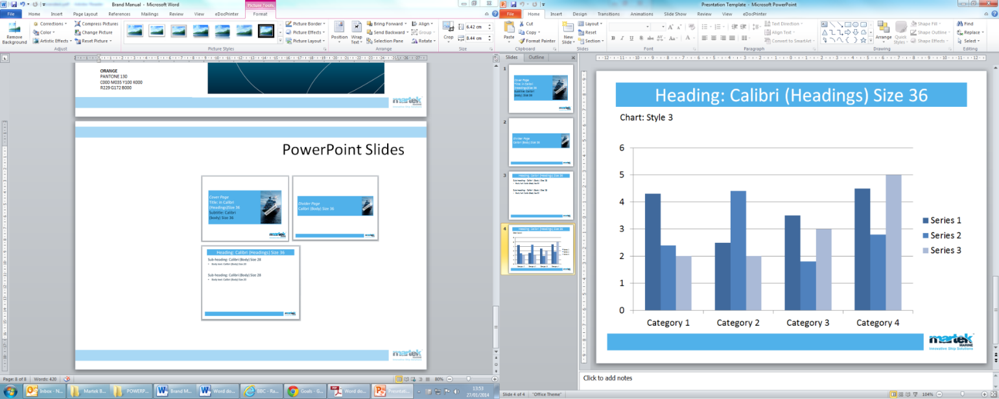 Brand Manual - Microsoft Word
Picture Tools
File Home Insert Page Layout References Mailings Review View eDocPrinter Format
Remove Background
Corrections
Color
Artistic Effects
Compress Pictures
Change Picture
Reset Picture
Adjust
Picture Styles
Picture Border
Picture Effects
Picture Layout
Position
Wrap Text
Bring Forward
Send Backward
Selection Pane
Align
Group
Rotate
Arrange
Crop
6.42 cm
8.44 cm
Size
ORANGE
PANTONE 130
C000 M035 Y100 K000
R229 G172 B000
martek
PowerPoint Slides
Cover Page
Title: in Calibri
(Headings)Size 36
Subtitle: Calibri
(body) Size 36
martek
Divider Page
Calibri (Body) Size 36
Heading: Calibri (Headings) Size 36
Sub-heading: Calibri (Body) Size 28
• Body text: Calibri (Body) Size 20
Sub-heading: Calibri (Body) Size 28
• Body text: Calibri (Body) Size 20
martek
Page: 8 of 8 Words: 420
80%
Inbox - N...
Martek B...
POWERP...
Brand M...
Word do...
BBC - Ra...
Goals - G...
Word do...
Presntati...
13:53
27/01/2014
Presntation Template - Microsoft PowerPoint
File Home Insert Design Transitions Animations Slide Show Review View eDocPrinter
Paste
Cut
Copy
Format Painter
Clipboard
New Slide
Layout
Reset
Section
Slides
Font
Text Direction
Align Text
Convert to SmartArt
Paragraph
Arrange
Quick Styles
Shape Fill
Shape Outline
Shape Effects
Drawing
Find
Replace
Select
Editing
Slides Outline
1
Cover Page
Title: in Calibri
(Headings)Size 36
Subtitle: Calibri
(body) Size 36
2
Divider Page
Calibri (Body) Size 36
3
Heading: Calibri (Headings) Size 36
Sub-heading: Calibri (Body) Size 28
Sub-heading: Calibri (Body) Size 28
4
Heading: Calibri (Headings) Size 36
Heading: Calibri (Headings) Size 36
Chart: Style 3
6
5
4
3
2
1
0
Category 1 Category 2 Category 3 Category 4
Series 1
Series 2
Series 3
martek
MARINE
Innovative Ship Solutions
Click to add notes
Slide 4 of 4 "Office Theme"
104%